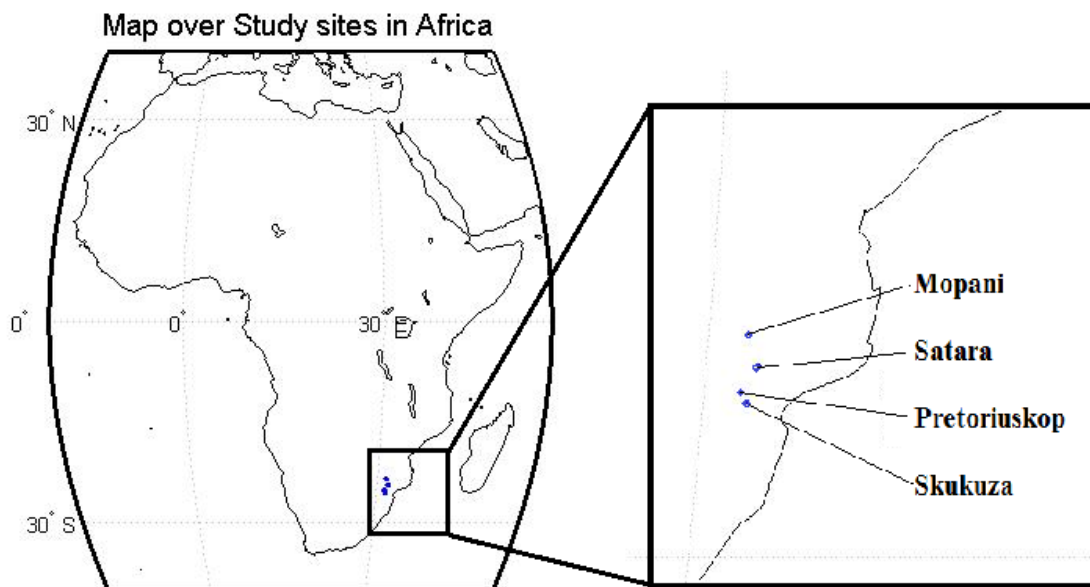 Map over Study sites in Africa
30° N
0°
0°
30° E
30° S
Mopani
Satara
Pretoriuskop
Skukuza